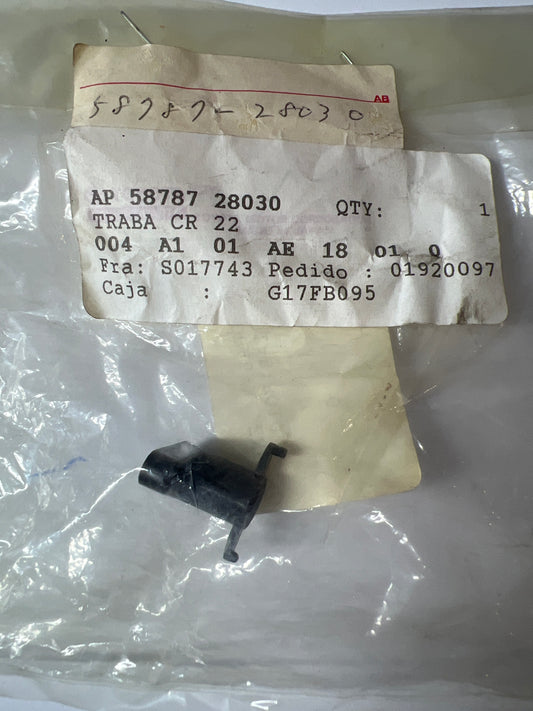 AB
58787-28030
AP 58787 28030 QTY: 1
TRABA CR 22
004 A1 01 AE 18 01 0
Fra: S017743 Pedido : 01920097
Caja : G17FB095